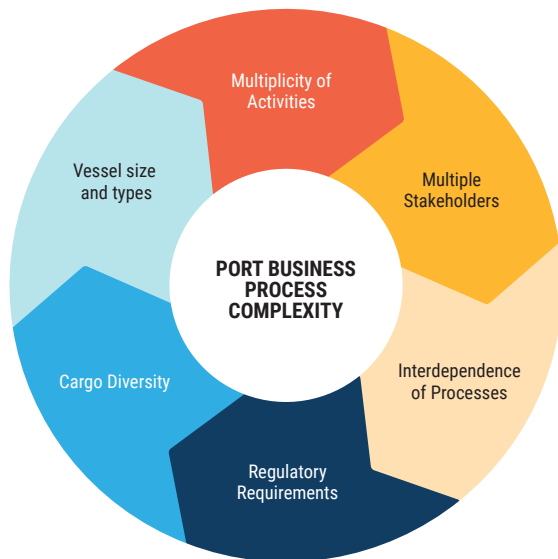 Multiplicity of
Activities
Multiple
Stakeholders
Interdependence
of Processes
Regulatory
Requirements
Cargo Diversity
Vessel size
and types
PORT BUSINESS
PROCESS
COMPLEXITY